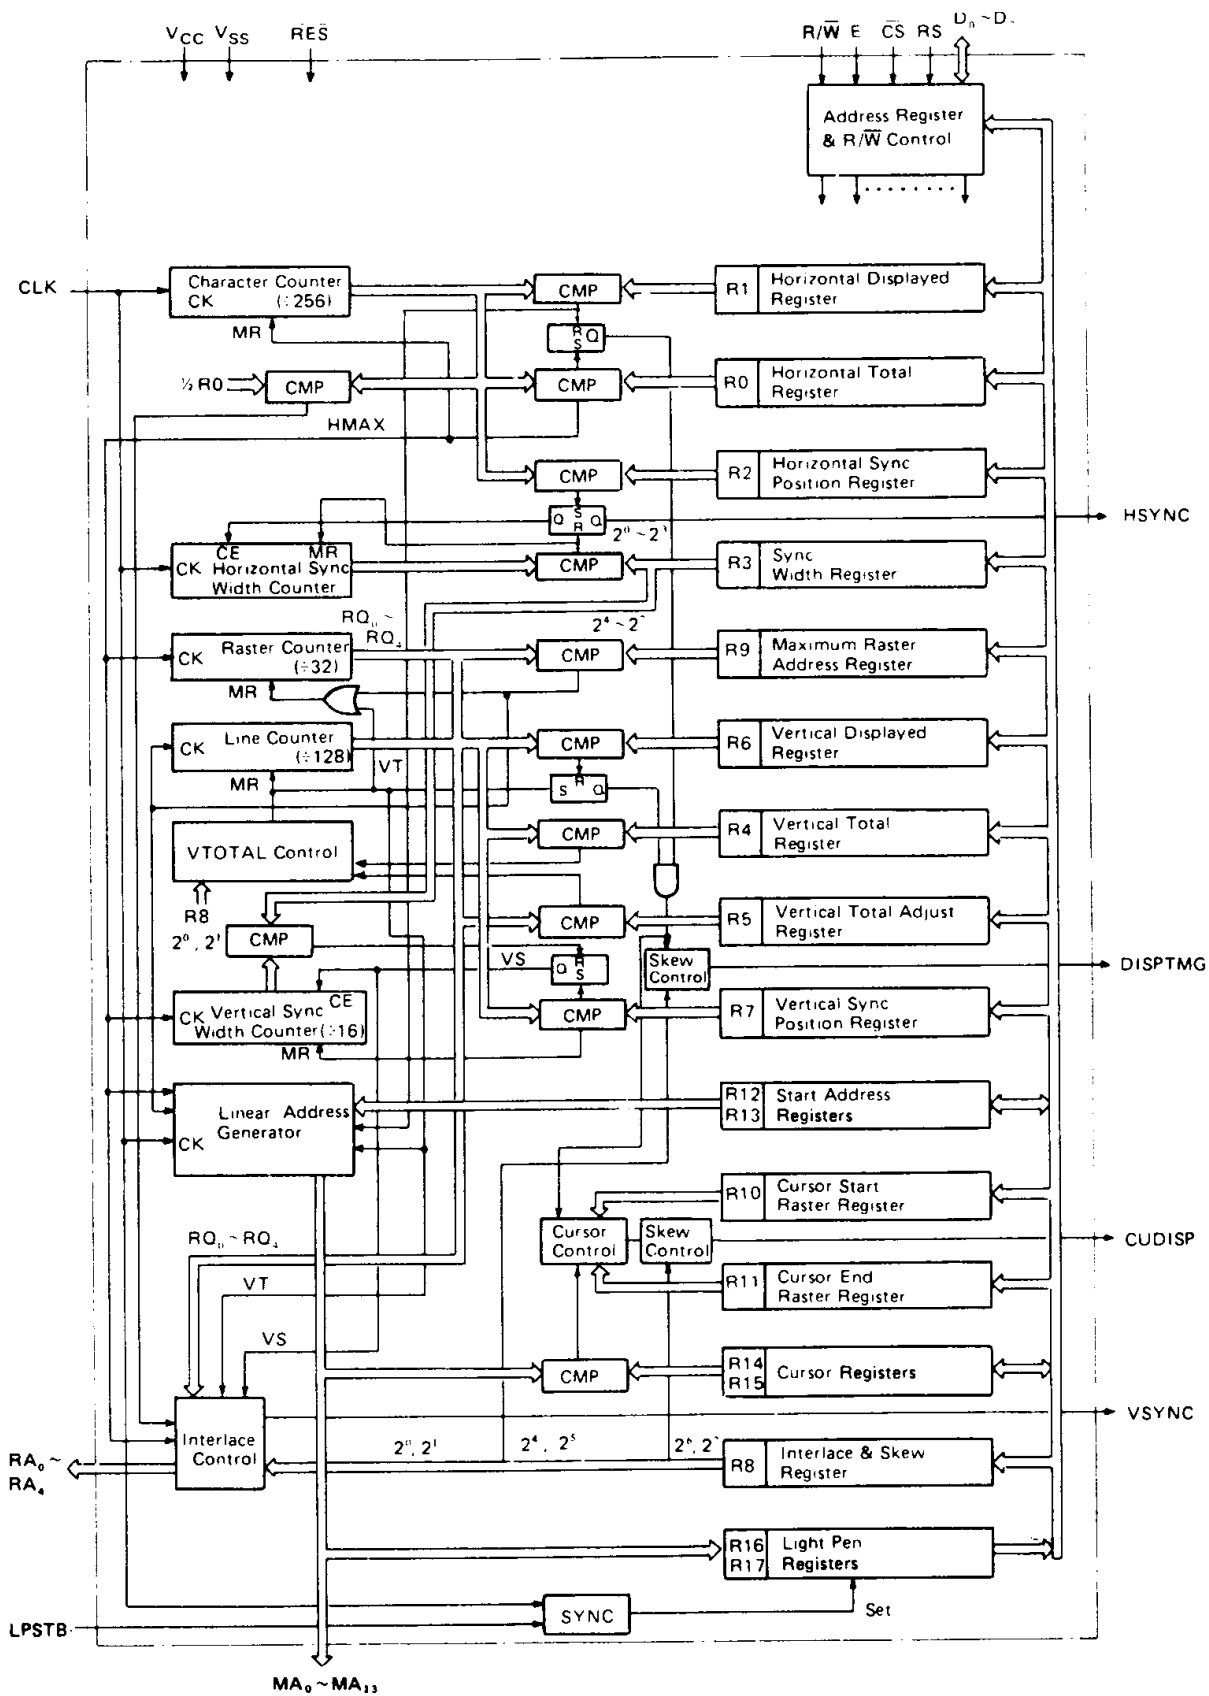 VCC VSS RES R/W E CS RS D₀ ~ D₇
Address Register
& R/W Control
CLK
Character Counter
CK (÷256)
MR
CMP
R1 Horizontal Displayed
Register
R S Q
½ R0
CMP
CMP
R0 Horizontal Total
Register
HMAX
CMP
R2 Horizontal Sync
Position Register
Q S R Q
2⁰ ~ 2³
HSYNC
CE MR
CK Horizontal Sync
Width Counter
CMP
R3 Sync
Width Register
RQ₀ ~
RQ₄
2⁴ ~ 2⁷
Raster Counter
CK (÷32)
MR
CMP
R9 Maximum Raster
Address Register
Line Counter
CK (÷128)
MR
VT
CMP
R6 Vertical Displayed
Register
S R Q
VTOTAL Control
CMP
R4 Vertical Total
Register
R8
2⁰, 2¹
CMP
CMP
R5 Vertical Total Adjust
Register
VS
Q R S
Skew
Control
DISPTMG
CE
CK Vertical Sync
Width Counter (÷16)
MR
CMP
R7 Vertical Sync
Position Register
Linear Address
Generator
CK
R12
R13
Start Address
Registers
R10 Cursor Start
Raster Register
RQ₀ ~ RQ₄
Cursor
Control
Skew
Control
CUDISP
VT
R11 Cursor End
Raster Register
VS
CMP
R14
R15
Cursor Registers
VSYNC
Interlace
Control
2⁰, 2¹ 2⁴, 2⁵ 2⁶, 2⁷
R8 Interlace & Skew
Register
RA₀ ~
RA₄
R16
R17
Light Pen
Registers
LPSTB
SYNC
Set
MA₀ ~ MA₁₃